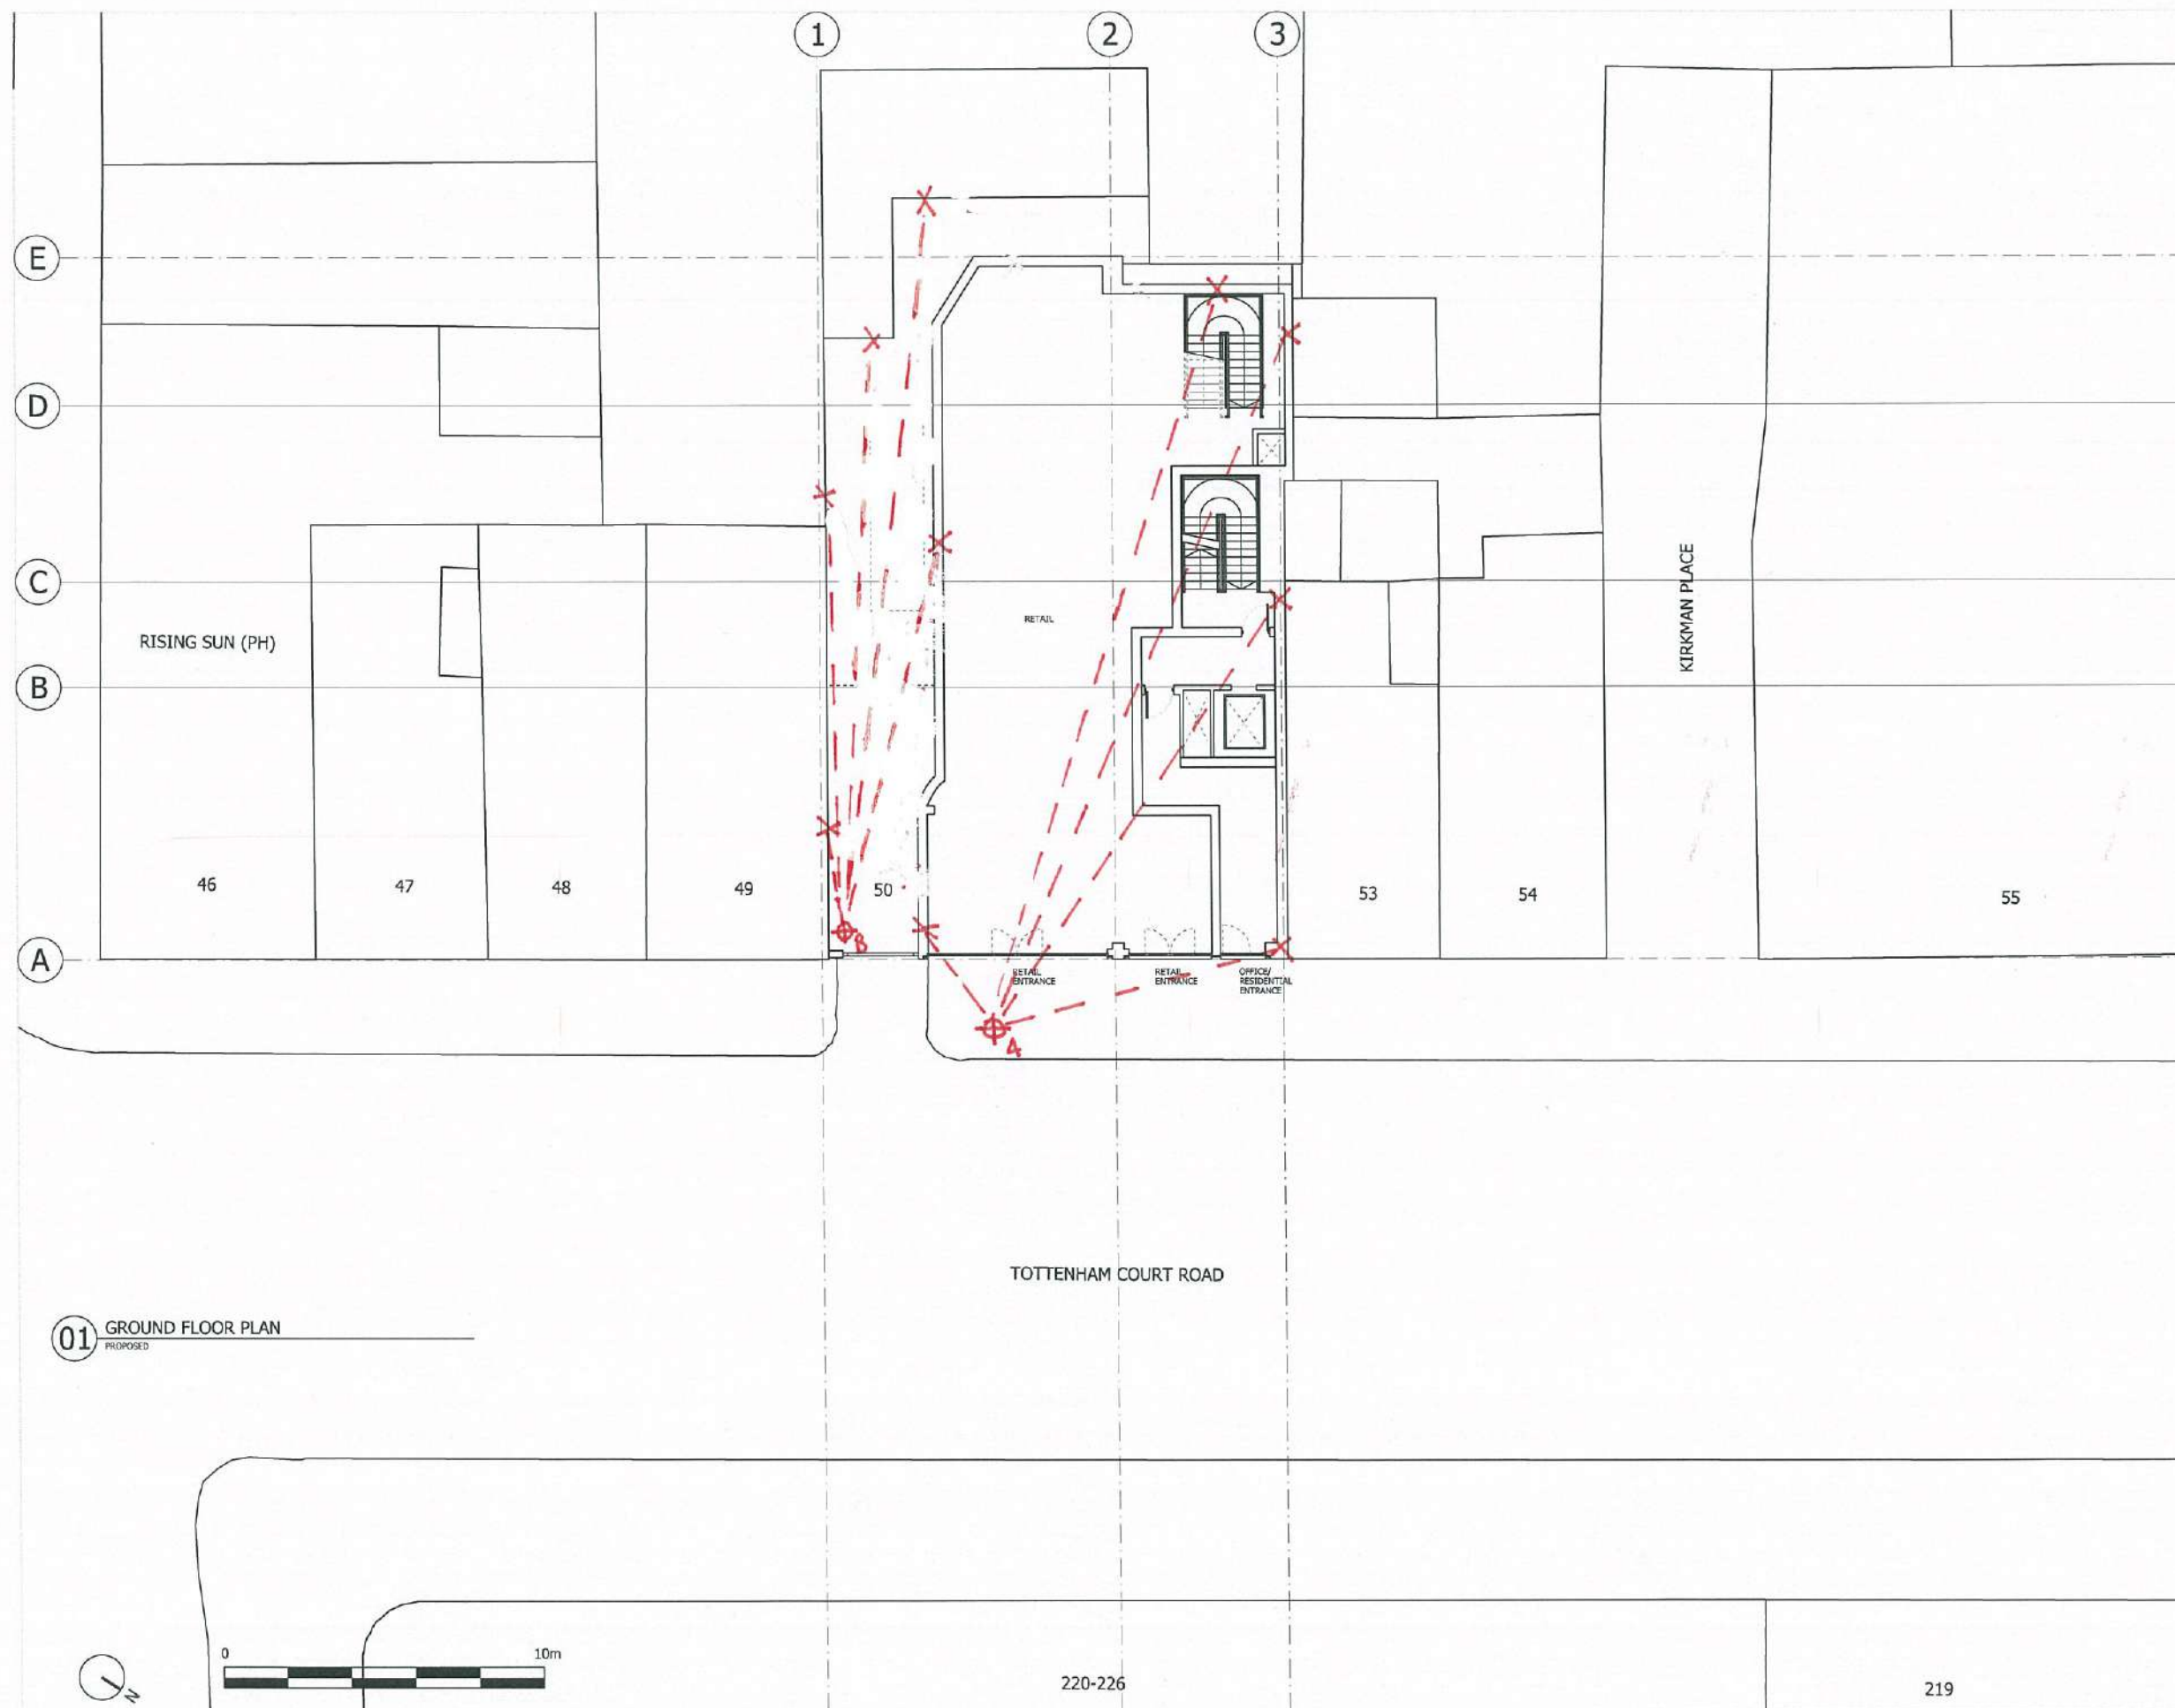 1
2
3
E
D
C
B
A
RISING SUN (PH)
RETAIL
KIRKMAN PLACE
46
47
48
49
50
53
54
55
B
RETAIL
ENTRANCE
RETAIL
ENTRANCE
OFFICE/
RESIDENTIAL
ENTRANCE
A
TOTTENHAM COURT ROAD
01
GROUND FLOOR PLAN
PROPOSED
0
10m
N
220-226
219